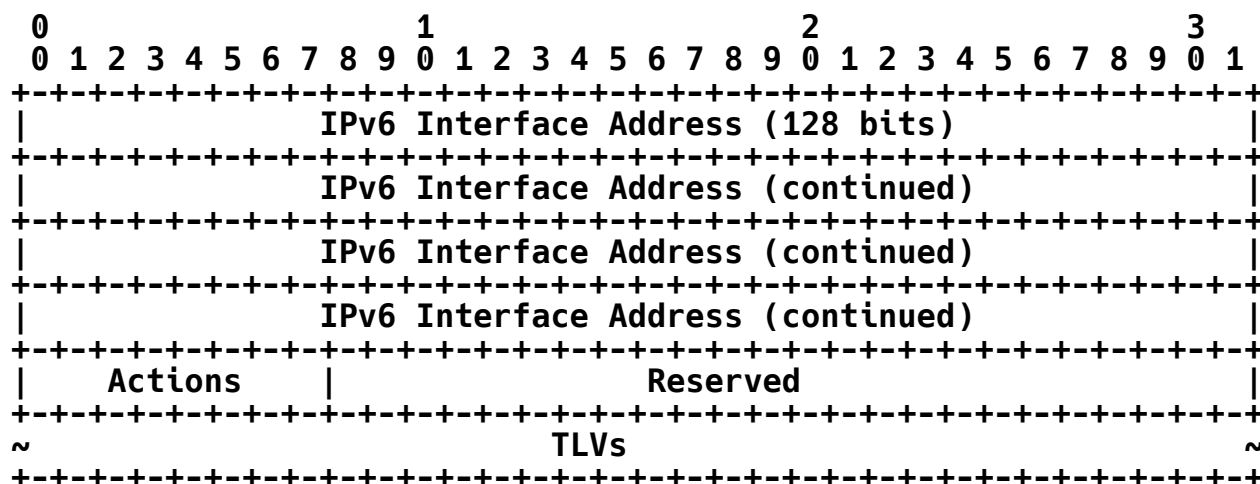 0                   1                   2                   3
 0 1 2 3 4 5 6 7 8 9 0 1 2 3 4 5 6 7 8 9 0 1 2 3 4 5 6 7 8 9 0 1
+-+-+-+-+-+-+-+-+-+-+-+-+-+-+-+-+-+-+-+-+-+-+-+-+-+-+-+-+-+-+-+-+
|               IPv6 Interface Address (128 bits)               |
+-+-+-+-+-+-+-+-+-+-+-+-+-+-+-+-+-+-+-+-+-+-+-+-+-+-+-+-+-+-+-+-+
|               IPv6 Interface Address (continued)              |
+-+-+-+-+-+-+-+-+-+-+-+-+-+-+-+-+-+-+-+-+-+-+-+-+-+-+-+-+-+-+-+-+
|               IPv6 Interface Address (continued)              |
+-+-+-+-+-+-+-+-+-+-+-+-+-+-+-+-+-+-+-+-+-+-+-+-+-+-+-+-+-+-+-+-+
|               IPv6 Interface Address (continued)              |
+-+-+-+-+-+-+-+-+-+-+-+-+-+-+-+-+-+-+-+-+-+-+-+-+-+-+-+-+-+-+-+-+
|    Actions    |                Reserved                       |
+-+-+-+-+-+-+-+-+-+-+-+-+-+-+-+-+-+-+-+-+-+-+-+-+-+-+-+-+-+-+-+-+
~                           TLVs                                ~
+-+-+-+-+-+-+-+-+-+-+-+-+-+-+-+-+-+-+-+-+-+-+-+-+-+-+-+-+-+-+-+-+